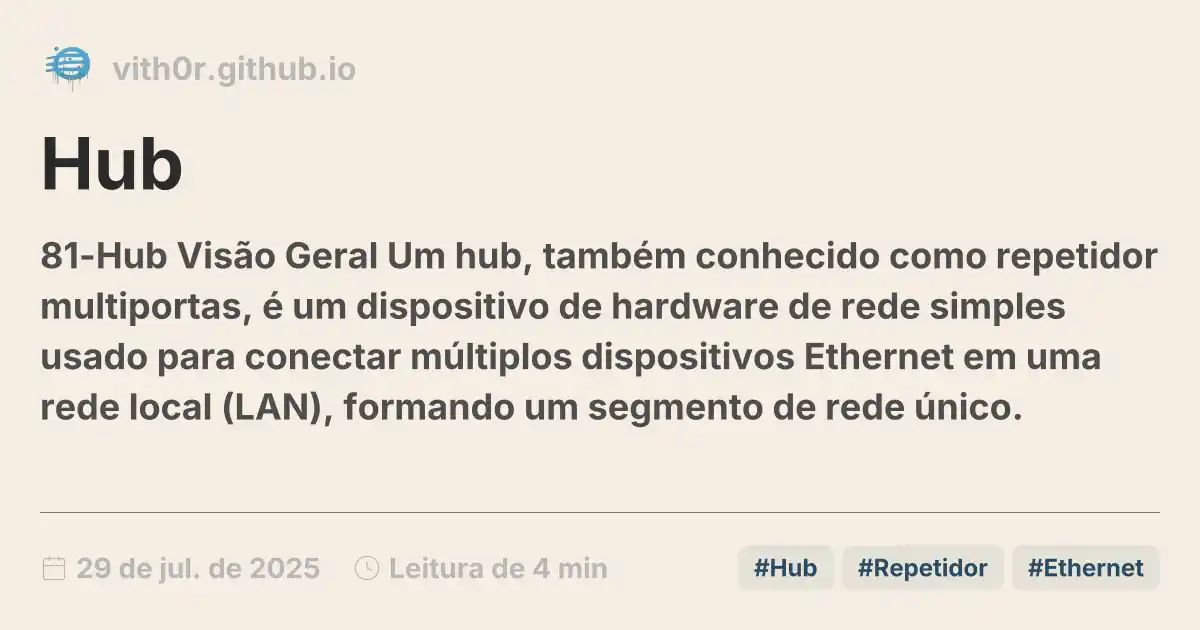 vith0r.github.io
Hub
81-Hub Visão Geral Um hub, também conhecido como repetidor
multiportas, é um dispositivo de hardware de rede simples
usado para conectar múltiplos dispositivos Ethernet em uma
rede local (LAN), formando um segmento de rede único.
29 de jul. de 2025 Leitura de 4 min #Hub #Repetidor #Ethernet